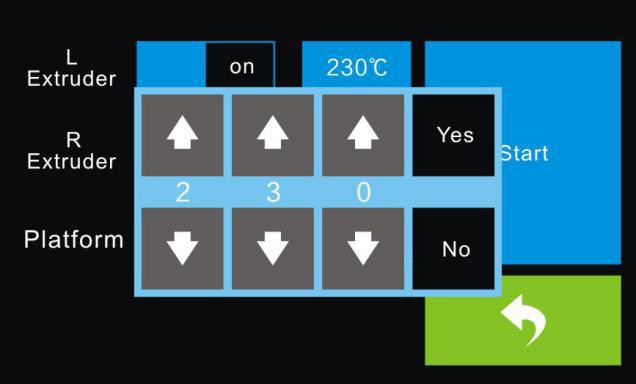 L
Extruder
on
230℃
R
Extruder
Yes
Start
2 3 0
Platform
No